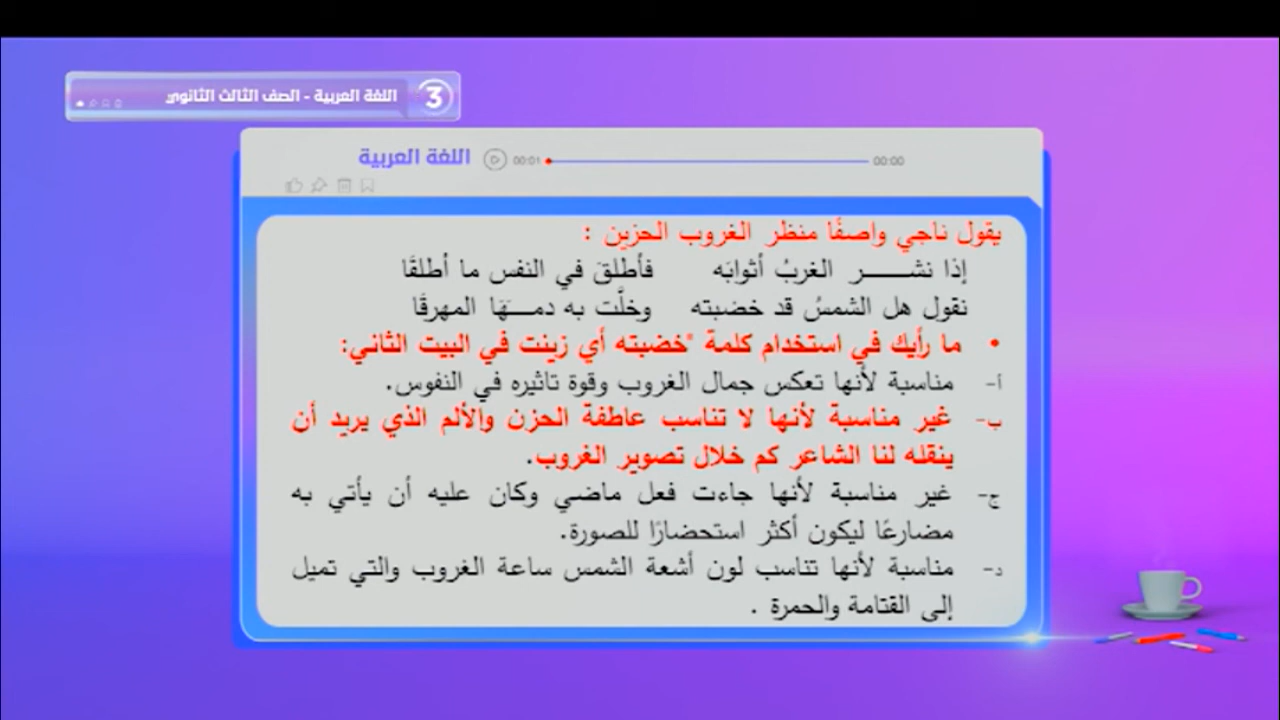 3 اللغة العربية - الصف الثالث الثانوي
اللغة العربية 00:01 00:00
يقول ناجي واصفًا منظر الغروب الحزين :
إذَا نشـــــر الغربُ أثوابَه فأطلقَ في النفس ما أطلقَا
نقول هل الشمسُ قد خضبته وخلَّت به دمـــهَا المهرقَا
• ما رأيك في استخدام كلمة "خضبته أي زينت في البيت الثاني:
أ- مناسبة لأنها تعكس جمال الغروب وقوة تاثيره في النفوس.
ب- غير مناسبة لأنها لا تناسب عاطفة الحزن والألم الذي يريد أن
ينقله لنا الشاعر كم خلال تصوير الغروب.
ج- غير مناسبة لأنها جاءت فعل ماضي وكان عليه أن يأتي به
مضارعًا ليكون أكثر استحضارًا للصورة.
د- مناسبة لأنها تناسب لون أشعة الشمس ساعة الغروب والتي تميل
إلى القتامة والحمرة .